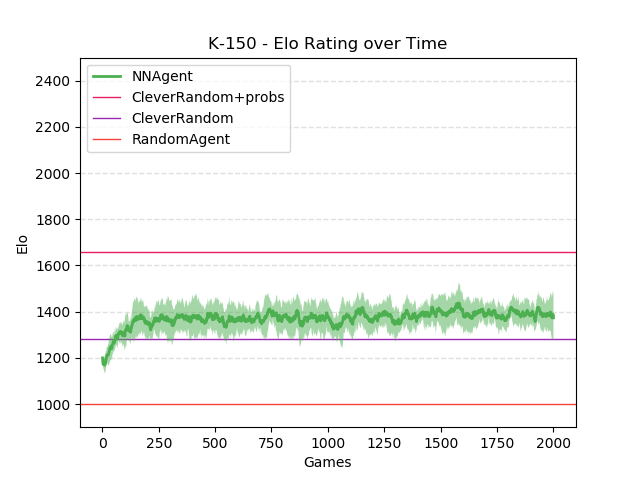 K-150 - Elo Rating over Time
NNAgent
CleverRandom+probs
CleverRandom
RandomAgent
2400
2200
2000
1800
1600
1400
1200
1000
Elo
0 250 500 750 1000 1250 1500 1750 2000
Games